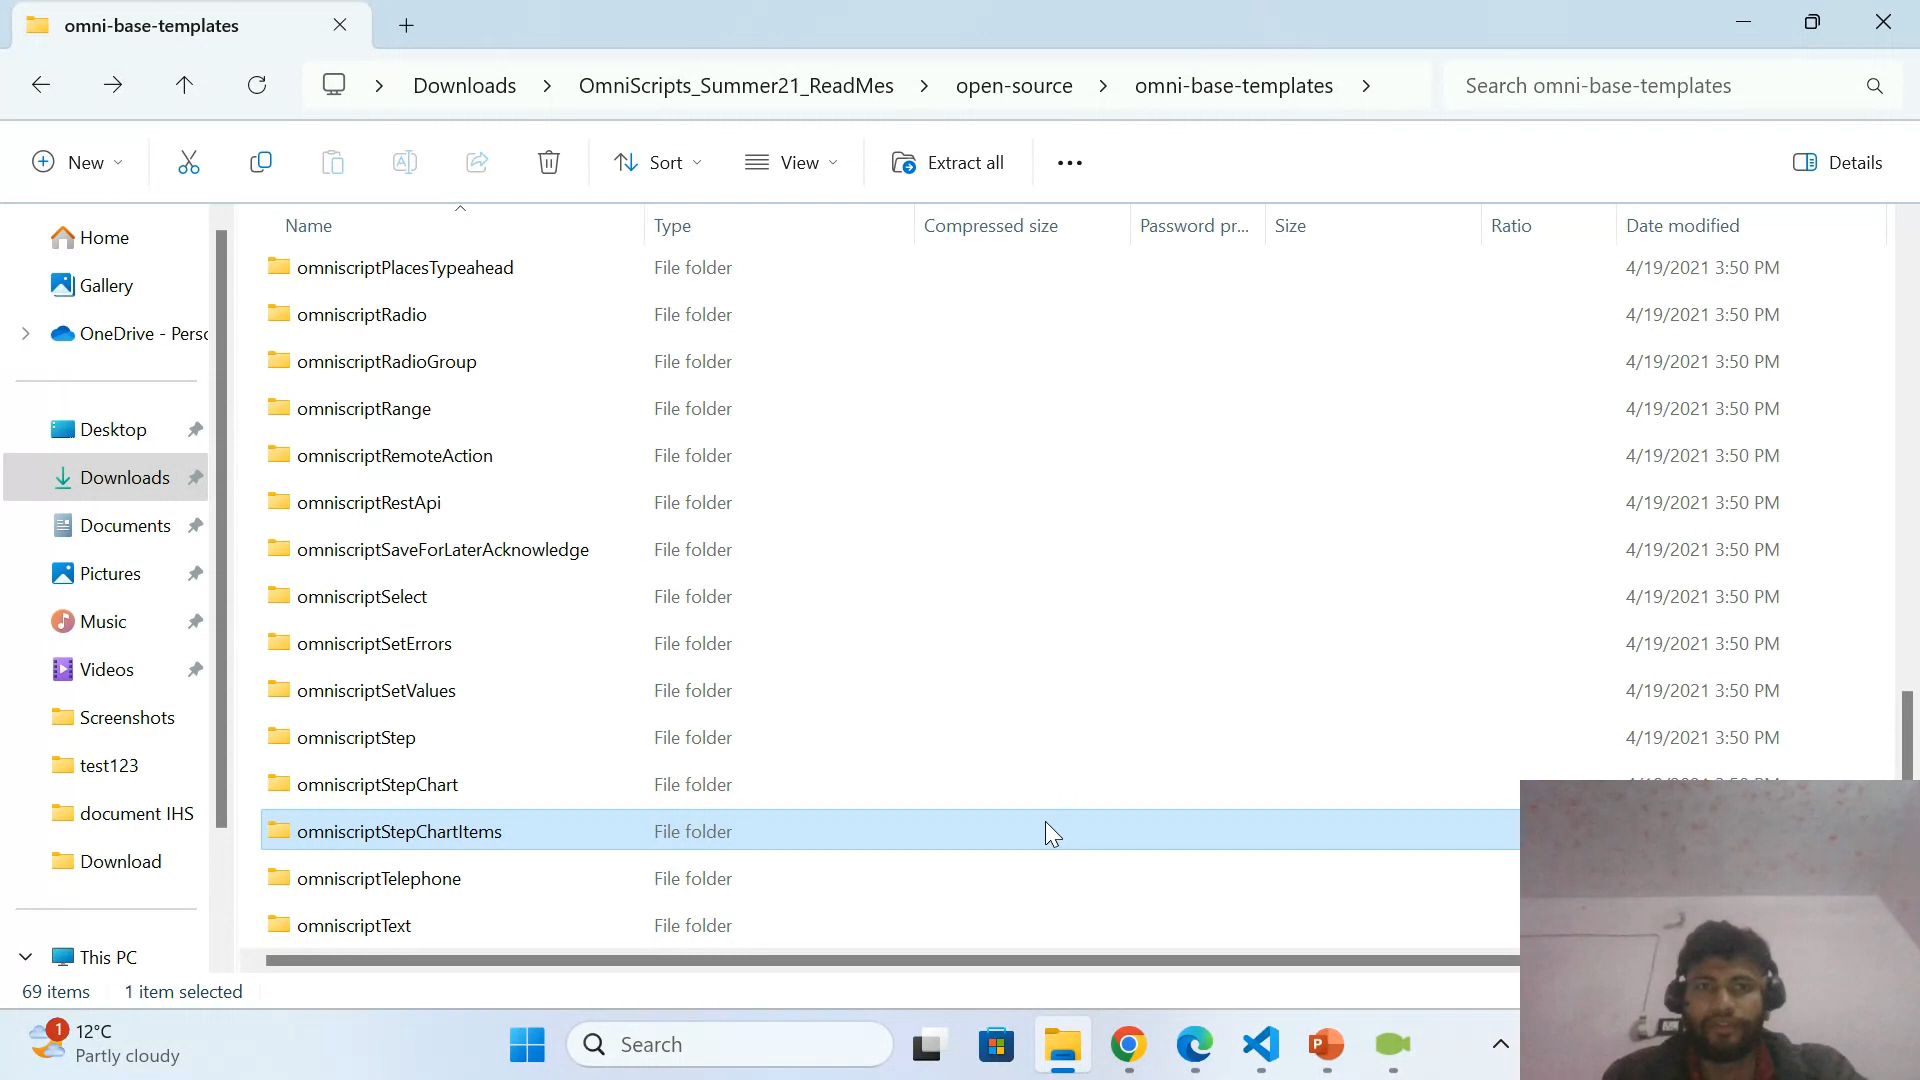 omni-base-templates
Downloads OmniScripts_Summer21_ReadMes open-source omni-base-templates Search omni-base-templates
New Sort View Extract all Details
Name Type Compressed size Password pr... Size Ratio Date modified
Home
Gallery
OneDrive - Persc
Desktop
Downloads
Documents
Pictures
Music
Videos
Screenshots
test123
document IHS
Download
This PC
omniscriptPlacesTypeahead File folder 4/19/2021 3:50 PM
omniscriptRadio File folder 4/19/2021 3:50 PM
omniscriptRadioGroup File folder 4/19/2021 3:50 PM
omniscriptRange File folder 4/19/2021 3:50 PM
omniscriptRemoteAction File folder 4/19/2021 3:50 PM
omniscriptRestApi File folder 4/19/2021 3:50 PM
omniscriptSaveForLaterAcknowledge File folder 4/19/2021 3:50 PM
omniscriptSelect File folder 4/19/2021 3:50 PM
omniscriptSetErrors File folder 4/19/2021 3:50 PM
omniscriptSetValues File folder 4/19/2021 3:50 PM
omniscriptStep File folder 4/19/2021 3:50 PM
omniscriptStepChart File folder
omniscriptStepChartItems File folder
omniscriptTelephone File folder
omniscriptText File folder
69 items 1 item selected
1 12°C
Partly cloudy
Search